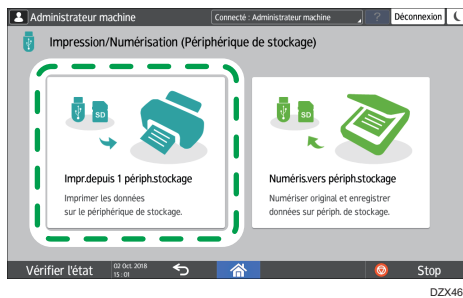 Administrateur machine
Connecté : Administrateur machine
?
Déconnexion
Impression/Numérisation (Périphérique de stockage)
SD
SD
Impr.depuis 1 périph.stockage
Imprimer les données
sur le périphérique de stockage.
Numéris.vers périph.stockage
Numériser original et enregistrer
données sur périph. de stockage.
Vérifier l'état
02 Oct. 2018
15 : 01
Stop
DZX46